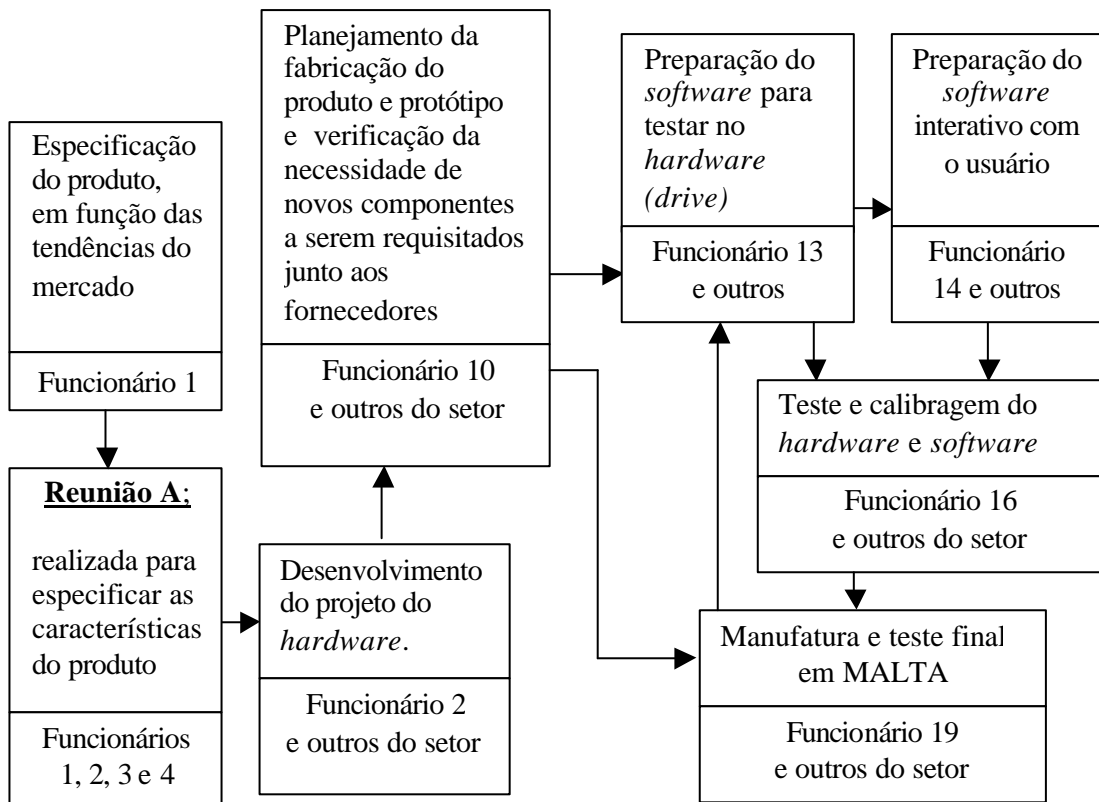 Especificação
do produto,
em função das
tendências do
mercado
Funcionário 1
Reunião A;
realizada para
especificar as
características
do produto
Funcionários
1, 2, 3 e 4
Desenvolvimento
do projeto do
hardware.
Funcionário 2
e outros do setor
Planejamento da
fabricação do
produto e protótipo
e verificação da
necessidade de
novos componentes
a serem requisitados
junto aos
fornecedores
Funcionário 10
e outros do setor
Preparação do
software para
testar no
hardware
(drive)
Funcionário 13
e outros
Preparação do
software
interativo com
o usuário
Funcionário
14 e outros
Teste e calibragem do
hardware e software
Funcionário 16
e outros do setor
Manufatura e teste final
em MALTA
Funcionário 19
e outros do setor